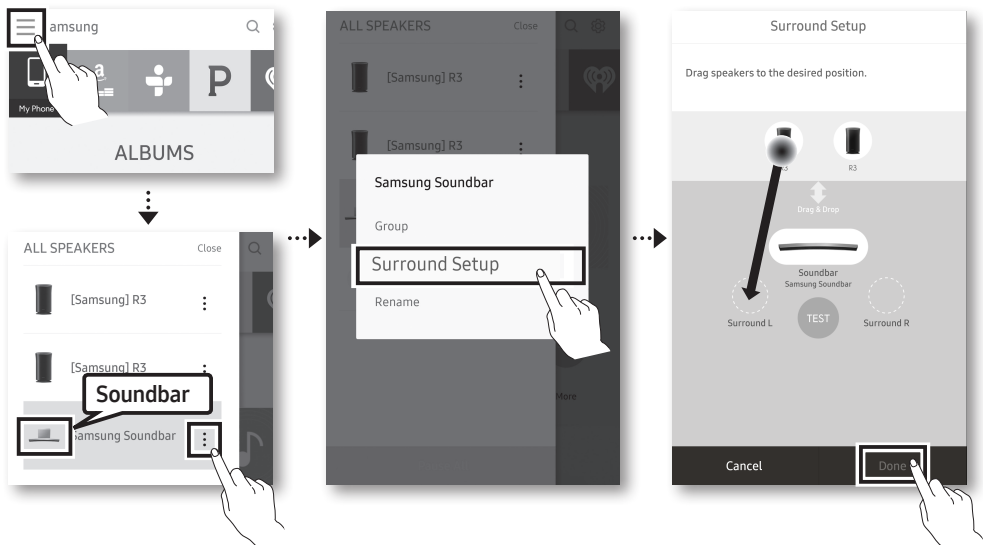 amsung
a
P
My Phone
ALBUMS
ALL SPEAKERS Close
[Samsung] R3
[Samsung] R3
Soundbar
Samsung Soundbar
ALL SPEAKERS Close
[Samsung] R3
[Samsung] R3
Samsung Soundbar
Group
Surround Setup
Rename
More
Surround Setup
Drag speakers to the desired position.
R3
R3
Drag & Drop
Soundbar
Samsung Soundbar
TEST
Surround L
Surround R
Cancel
Done